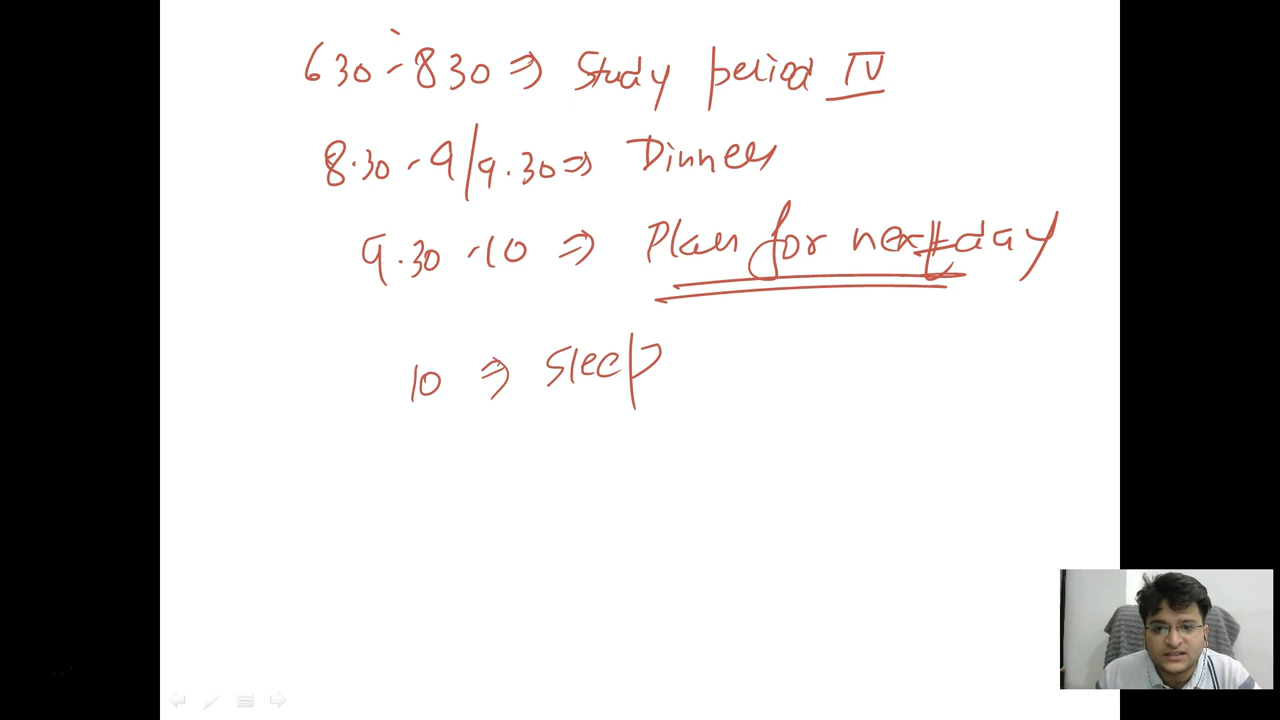 630 - 830 ⇒ Study period IV
8.30 - 9/9.30 ⇒ Dinner
9.30 - 10 ⇒ Plan for next day
10 ⇒ Sleep